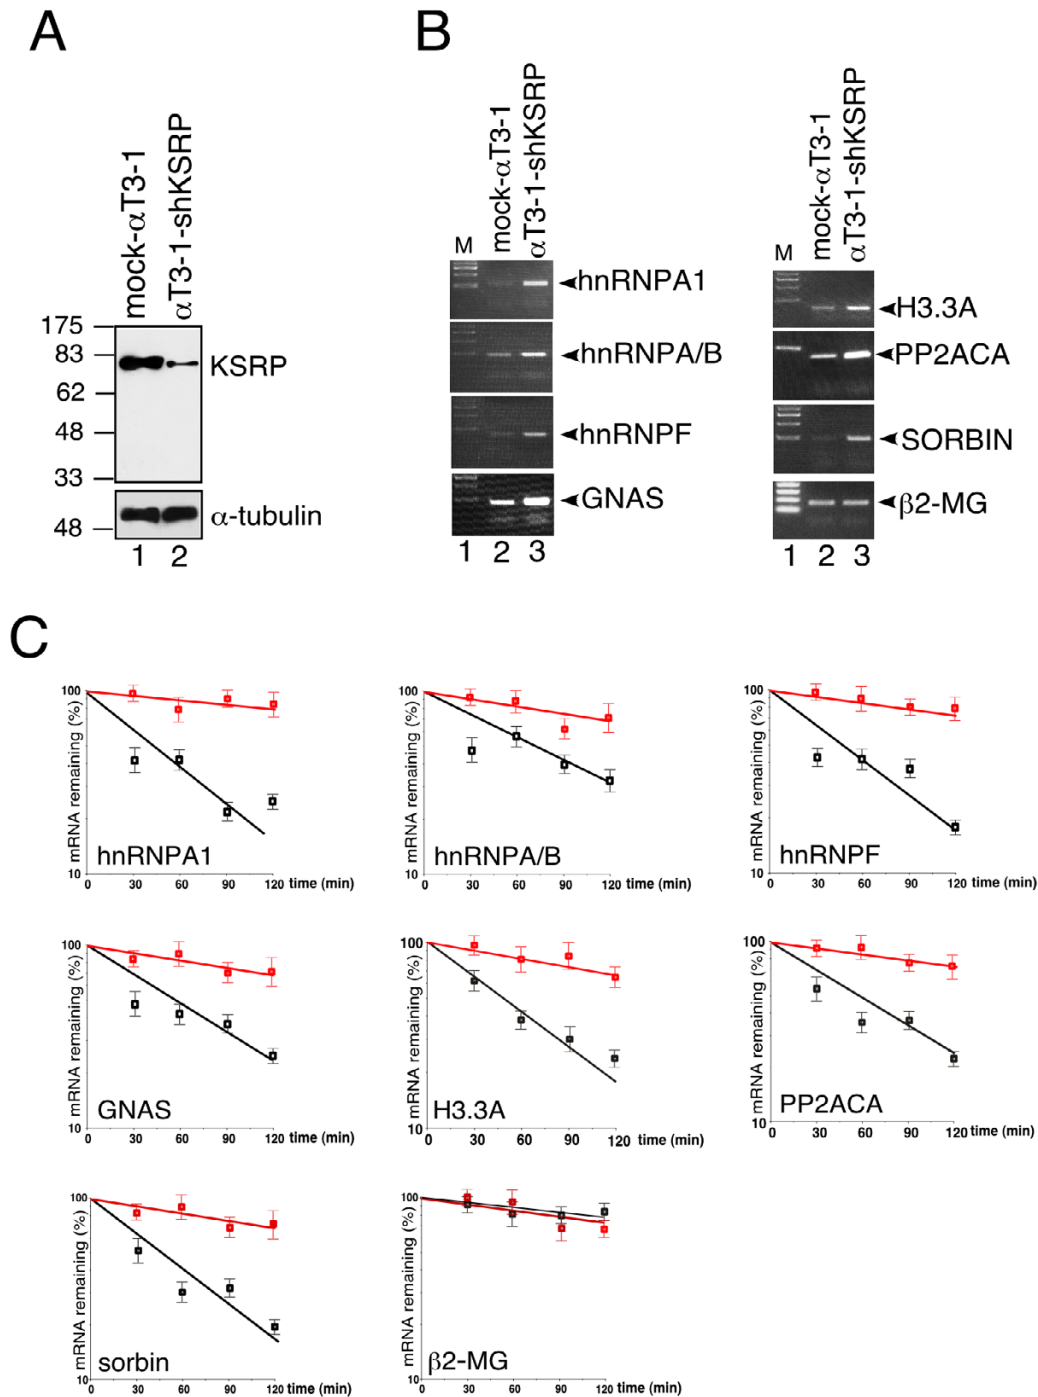 A
B
mock-αT3-1
αT3-1-shKSRP
175
83
62
48
33
KSRP
48
α-tubulin
1 2
M
mock-αT3-1
αT3-1-shKSRP
hnRNPA1
hnRNPA/B
hnRNPF
GNAS
1 2 3
M
mock-αT3-1
αT3-1-shKSRP
H3.3A
PP2ACA
SORBIN
β2-MG
1 2 3
C
mRNA remaining (%)
100
10
hnRNPA1
0 30 60 90 120 time (min)
mRNA remaining (%)
100
10
hnRNPA/B
0 30 60 90 120 time (min)
mRNA remaining (%)
100
10
hnRNPF
0 30 60 90 120 time (min)
mRNA remaining (%)
100
10
GNAS
0 30 60 90 120 time (min)
mRNA remaining (%)
100
10
H3.3A
0 30 60 90 120 time (min)
mRNA remaining (%)
100
10
PP2ACA
0 30 60 90 120 time (min)
mRNA remaining (%)
100
10
sorbin
0 30 60 90 120 time (min)
mRNA remaining (%)
100
10
β2-MG
0 30 60 90 120 time (min)